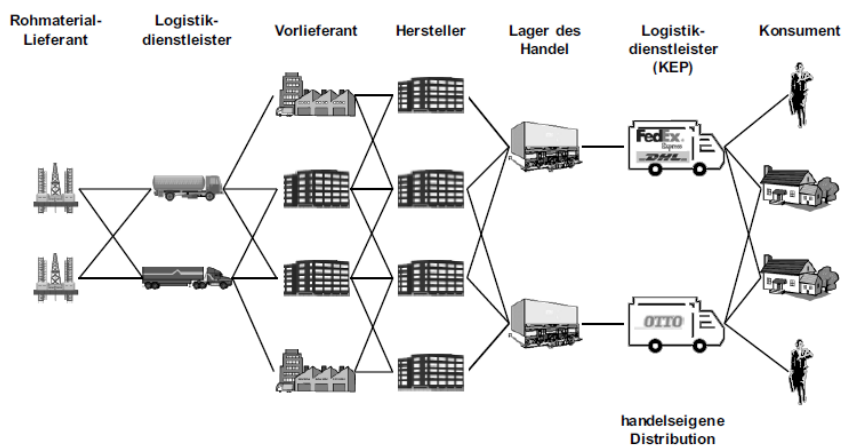 Rohmaterial-
Lieferant
Logistik-
dienstleister
Vorlieferant
Hersteller
Lager des
Handel
Logistik-
dienstleister
(KEP)
Konsument
FedEx
Express
DHL
OTTO
handelseigene
Distribution